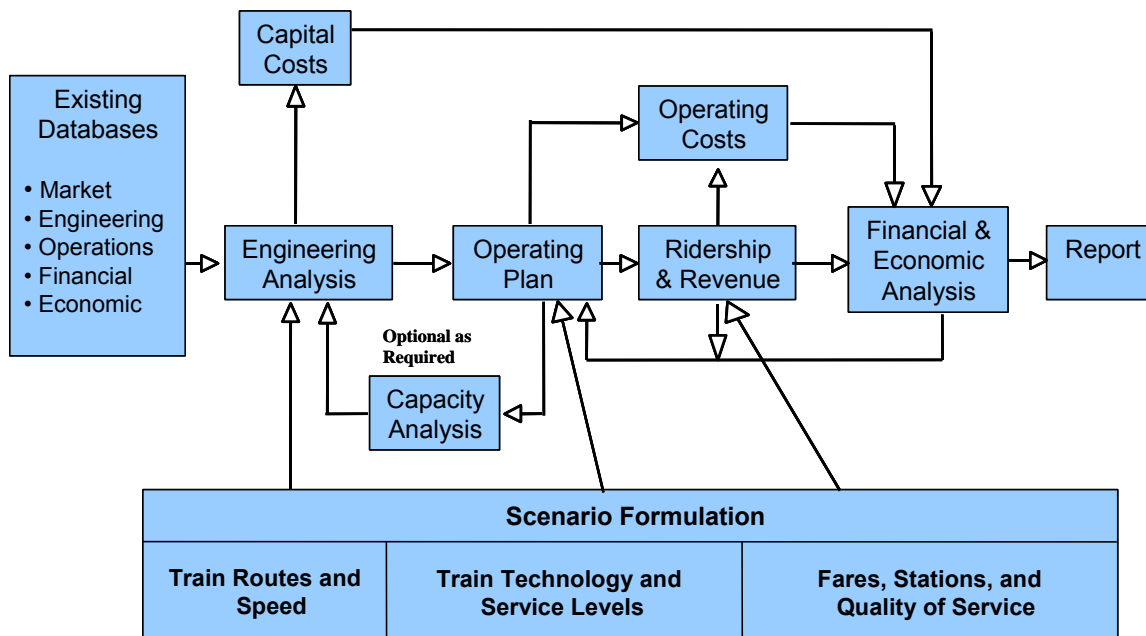 Capital
Costs
Existing
Databases
• Market
• Engineering
• Operations
• Financial
• Economic
Operating
Costs
Engineering
Analysis
Operating
Plan
Ridership
& Revenue
Financial &
Economic
Analysis
Report
Optional as
Required
Capacity
Analysis
Scenario Formulation
Train Routes and
Speed
Train Technology and
Service Levels
Fares, Stations, and
Quality of Service